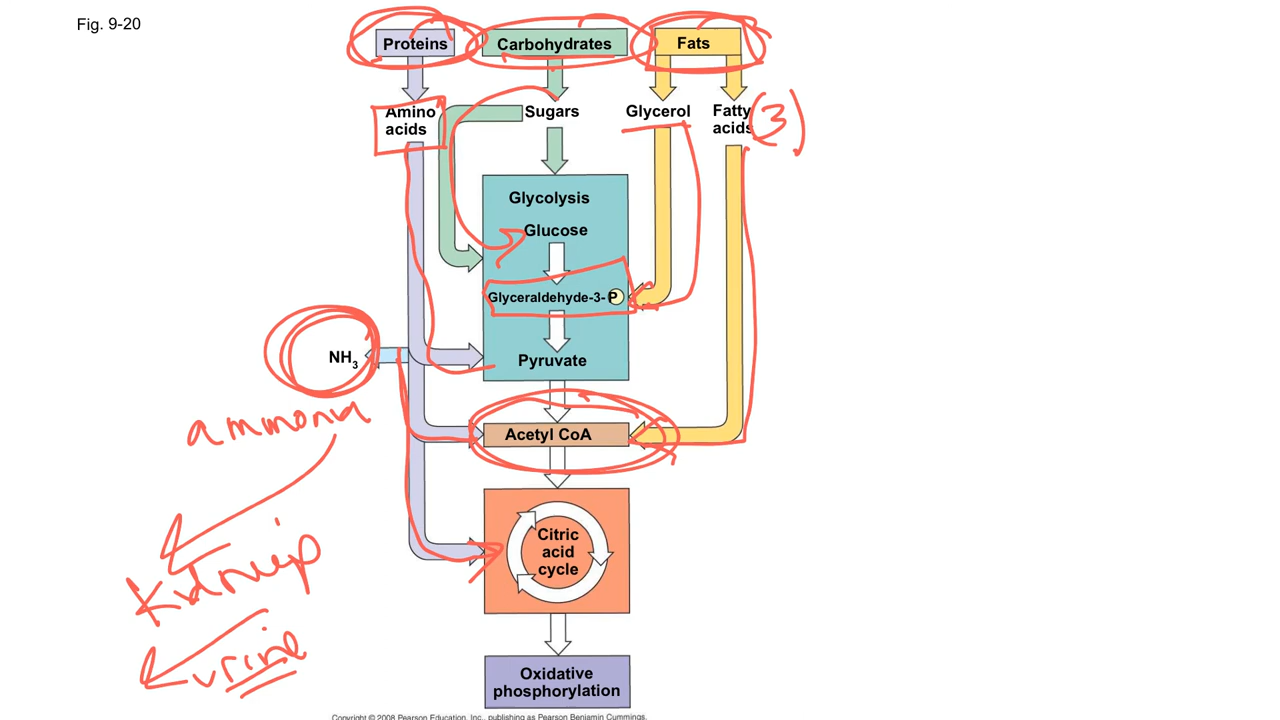 Fig. 9-20
Proteins
Carbohydrates
Fats
Amino
acids
Sugars
Glycerol
Fatty
acids
(3)
Glycolysis
Glucose
Glyceraldehyde-3-P
NH3
Pyruvate
ammonia
Acetyl CoA
Citric
acid
cycle
urine
Oxidative
phosphorylation
Copyright © 2008 Pearson Education, Inc., publishing as Pearson Benjamin Cummings.